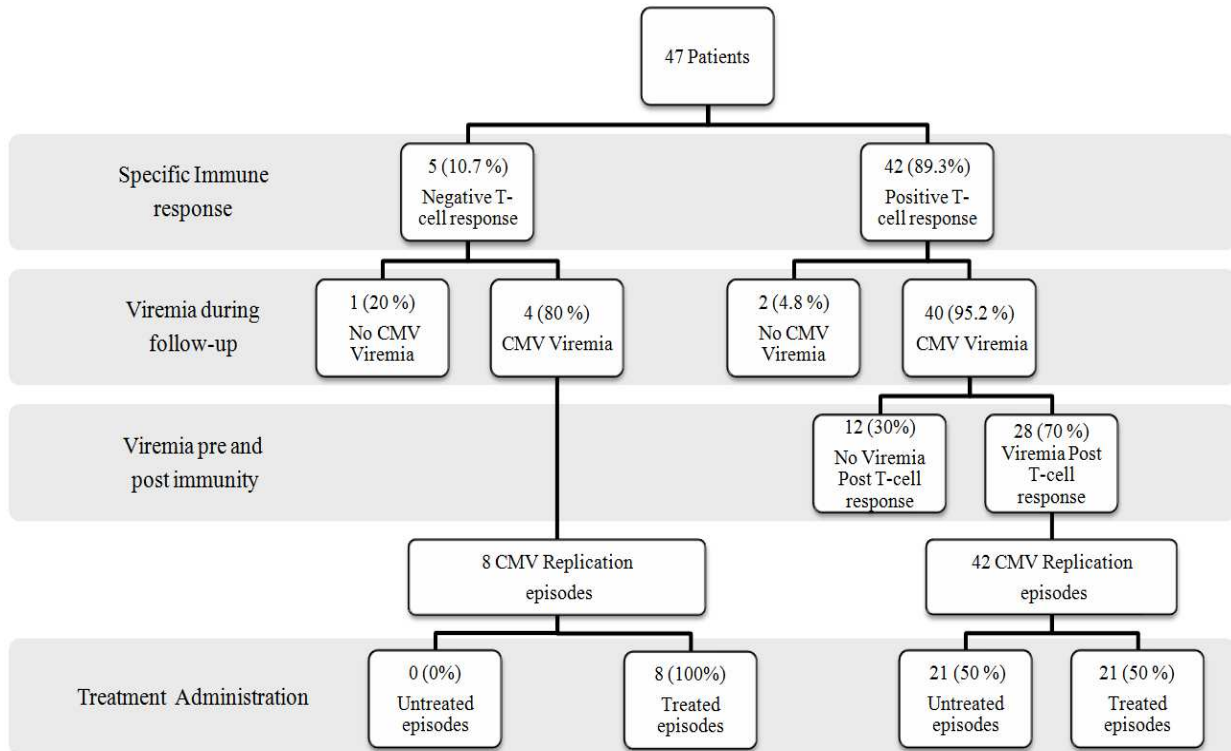 47 Patients
Specific Immune
response
5 (10.7 %)
Negative T-
cell response
42 (89.3%)
Positive T-
cell response
Viremia during
follow-up
1 (20 %)
No CMV
Viremia
4 (80 %)
CMV Viremia
2 (4.8 %)
No CMV
Viremia
40 (95.2 %)
CMV Viremia
Viremia pre and
post immunity
12 (30%)
No Viremia
Post T-cell
response
28 (70 %)
Viremia Post
T-cell
response
8 CMV Replication
episodes
42 CMV Replication
episodes
Treatment Administration
0 (0%)
Untreated
episodes
8 (100%)
Treated
episodes
21 (50 %)
Untreated
episodes
21 (50 %)
Treated
episodes